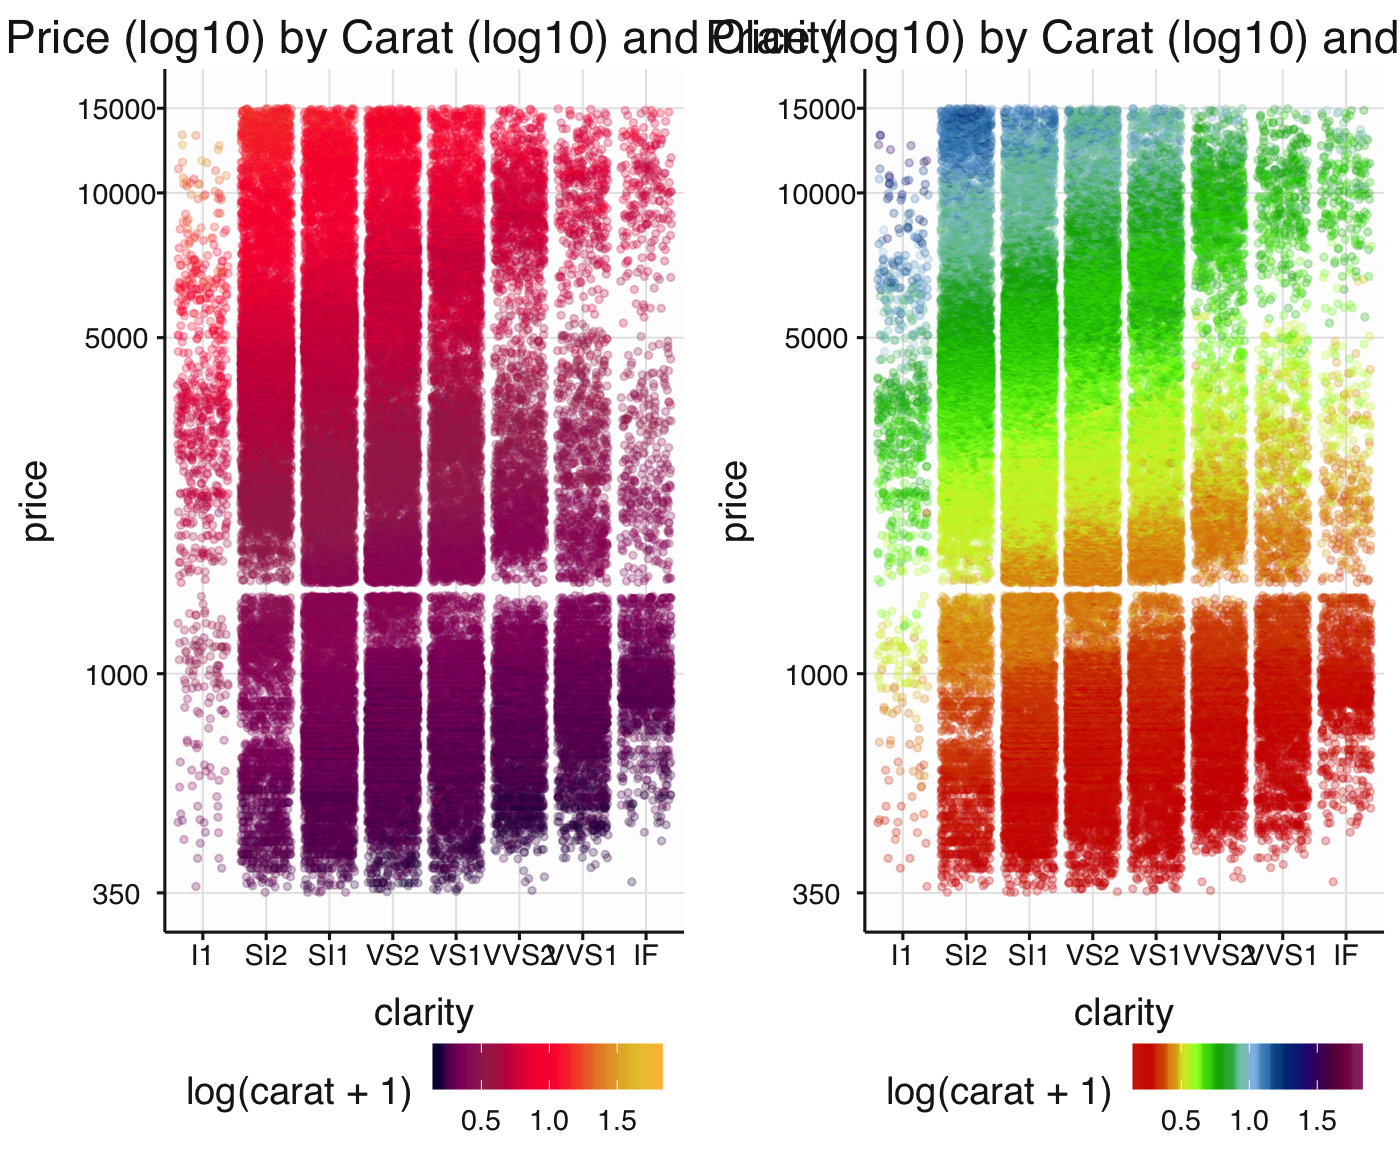 Price (log10) by Carat (log10) and Clarity
Price (log10) by Carat (log10) and
15000
10000
5000
1000
350
price
I1 SI2 SI1 VS2 VS1 VVS2 VVS1 IF
clarity
log(carat + 1)
0.5 1.0 1.5
15000
10000
5000
1000
350
price
I1 SI2 SI1 VS2 VS1 VVS2 VVS1 IF
clarity
log(carat + 1)
0.5 1.0 1.5